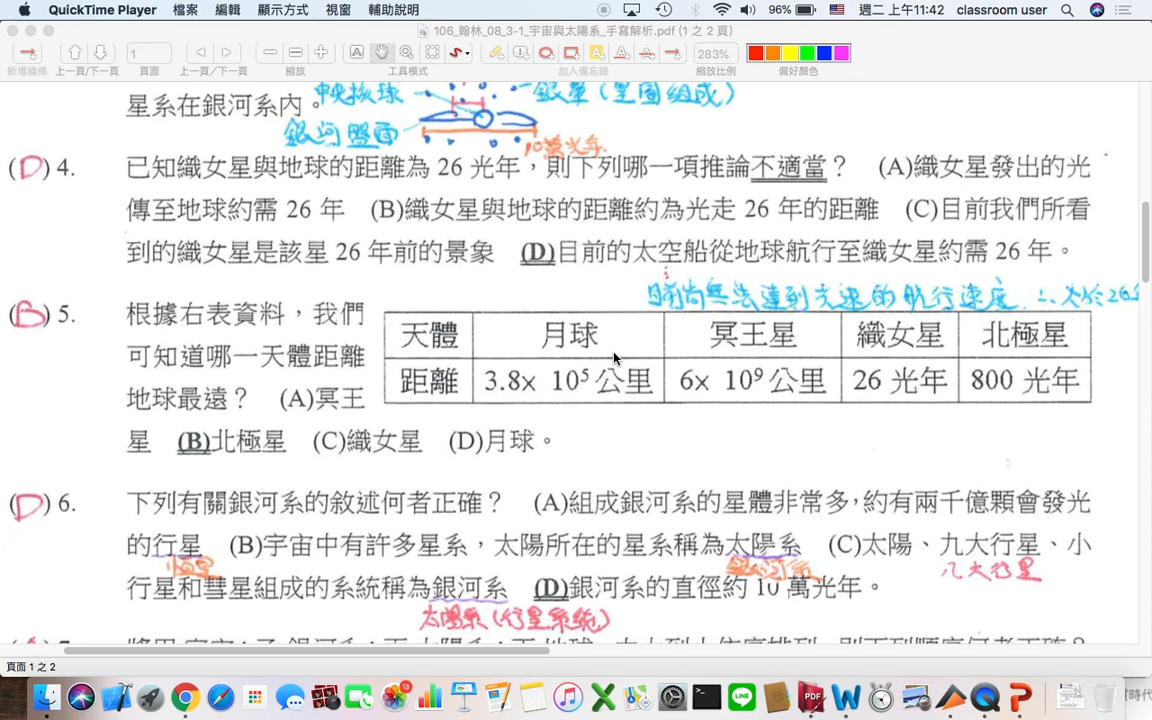 QuickTime Player 檔案 編輯 顯示方式 視窗 輔助說明 96% 週二 上午11:42 classroom user
106_翰林_08_3-1_宇宙與太陽系_手寫解析.pdf (1 之 2 頁)
1 283%
新增線條 上一頁/下一頁 頁面 上一頁/下一頁 縮放 工具模式 加入備忘錄 縮放比例 偏好顏色
星系在銀河系內。 中央核球 銀暈(星團組成)
銀河盤面 10萬光年
(D) 4. 已知織女星與地球的距離為 26 光年，則下列哪一項推論不適當？ (A)織女星發出的光
傳至地球約需 26 年 (B)織女星與地球的距離約為光走 26 年的距離 (C)目前我們所看
到的織女星是該星 26 年前的景象 (D)目前的太空船從地球航行至織女星約需 26 年。
目前尚無法達到光速的航行速度. ∴大於26
(B) 5. 根據右表資料，我們
可知道哪一天體距離
地球最遠？ (A)冥王
星 (B)北極星 (C)織女星 (D)月球。
天體 月球 冥王星 織女星 北極星
距離 3.8x 10⁵公里 6x 10⁹公里 26 光年 800 光年
(D) 6. 下列有關銀河系的敘述何者正確？ (A)組成銀河系的星體非常多，約有兩千億顆會發光
的行星 (B)宇宙中有許多星系，太陽所在的星系稱為太陽系 (C)太陽、九大行星、小
恆星 銀河系 八大行星
行星和彗星組成的系統稱為銀河系 (D)銀河系的直徑約 10 萬光年。
太陽系(行星系統)
頁面 1 之 2